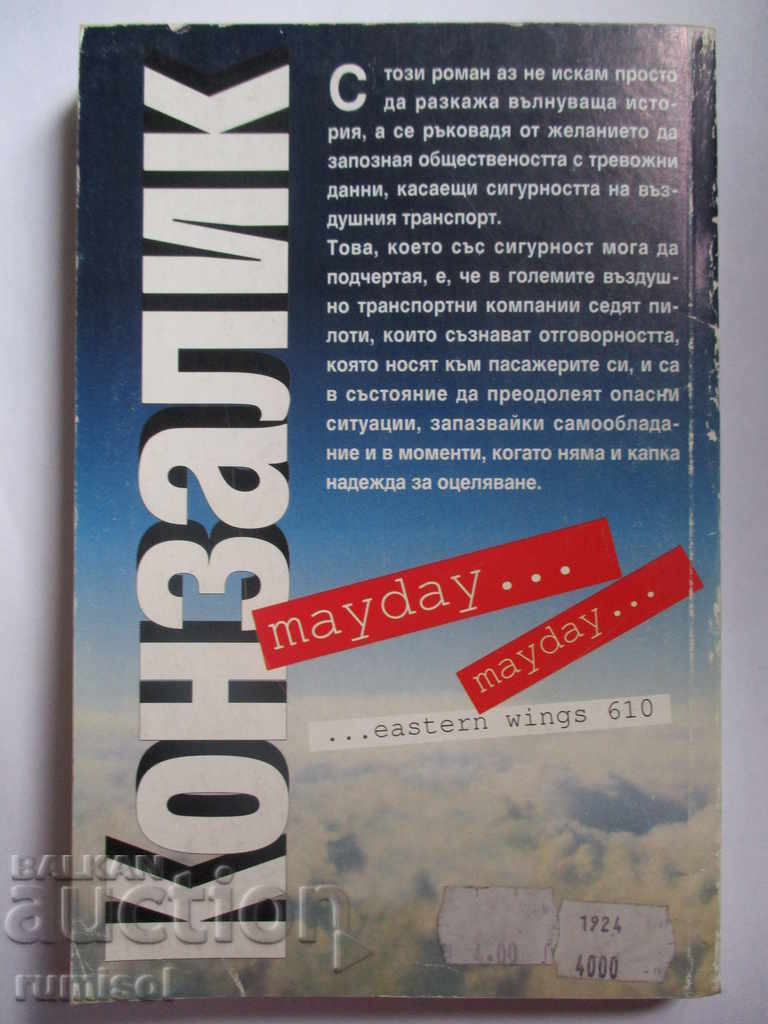 КОНЗАЛИК
С този роман аз не искам просто
да разкажа вълнуваща исто-
рия, а се ръководя от желанието да
запозная обществеността с тревожни
данни, касаещи сигурността на въз-
душния транспорт.
Това, което със сигурност мога да
подчертая, е, че в големите въздуш-
но транспортни компании седят пи-
лоти, които съзнават отговорността,
която носят към пасажерите си, и са
в състояние да преодолеят опасни
ситуации, запазвайки самооблада-
ние и в моменти, когато няма и капка
надежда за оцеляване.
mayday...
mayday...
...eastern wings 610
1924
4000
BALKAN
auction
rumisol